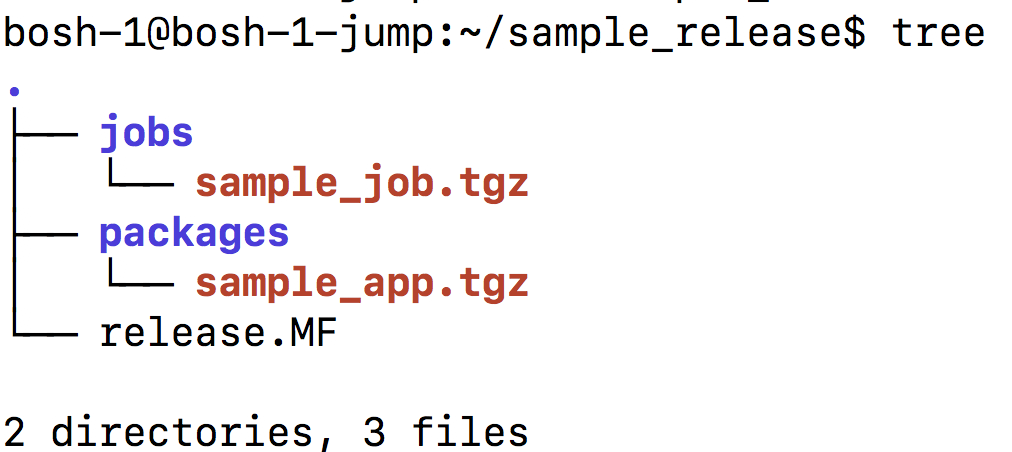 bosh-1@bosh-1-jump:~/sample_release$ tree
.
├── jobs
│   └── sample_job.tgz
├── packages
│   └── sample_app.tgz
└── release.MF
2 directories, 3 files